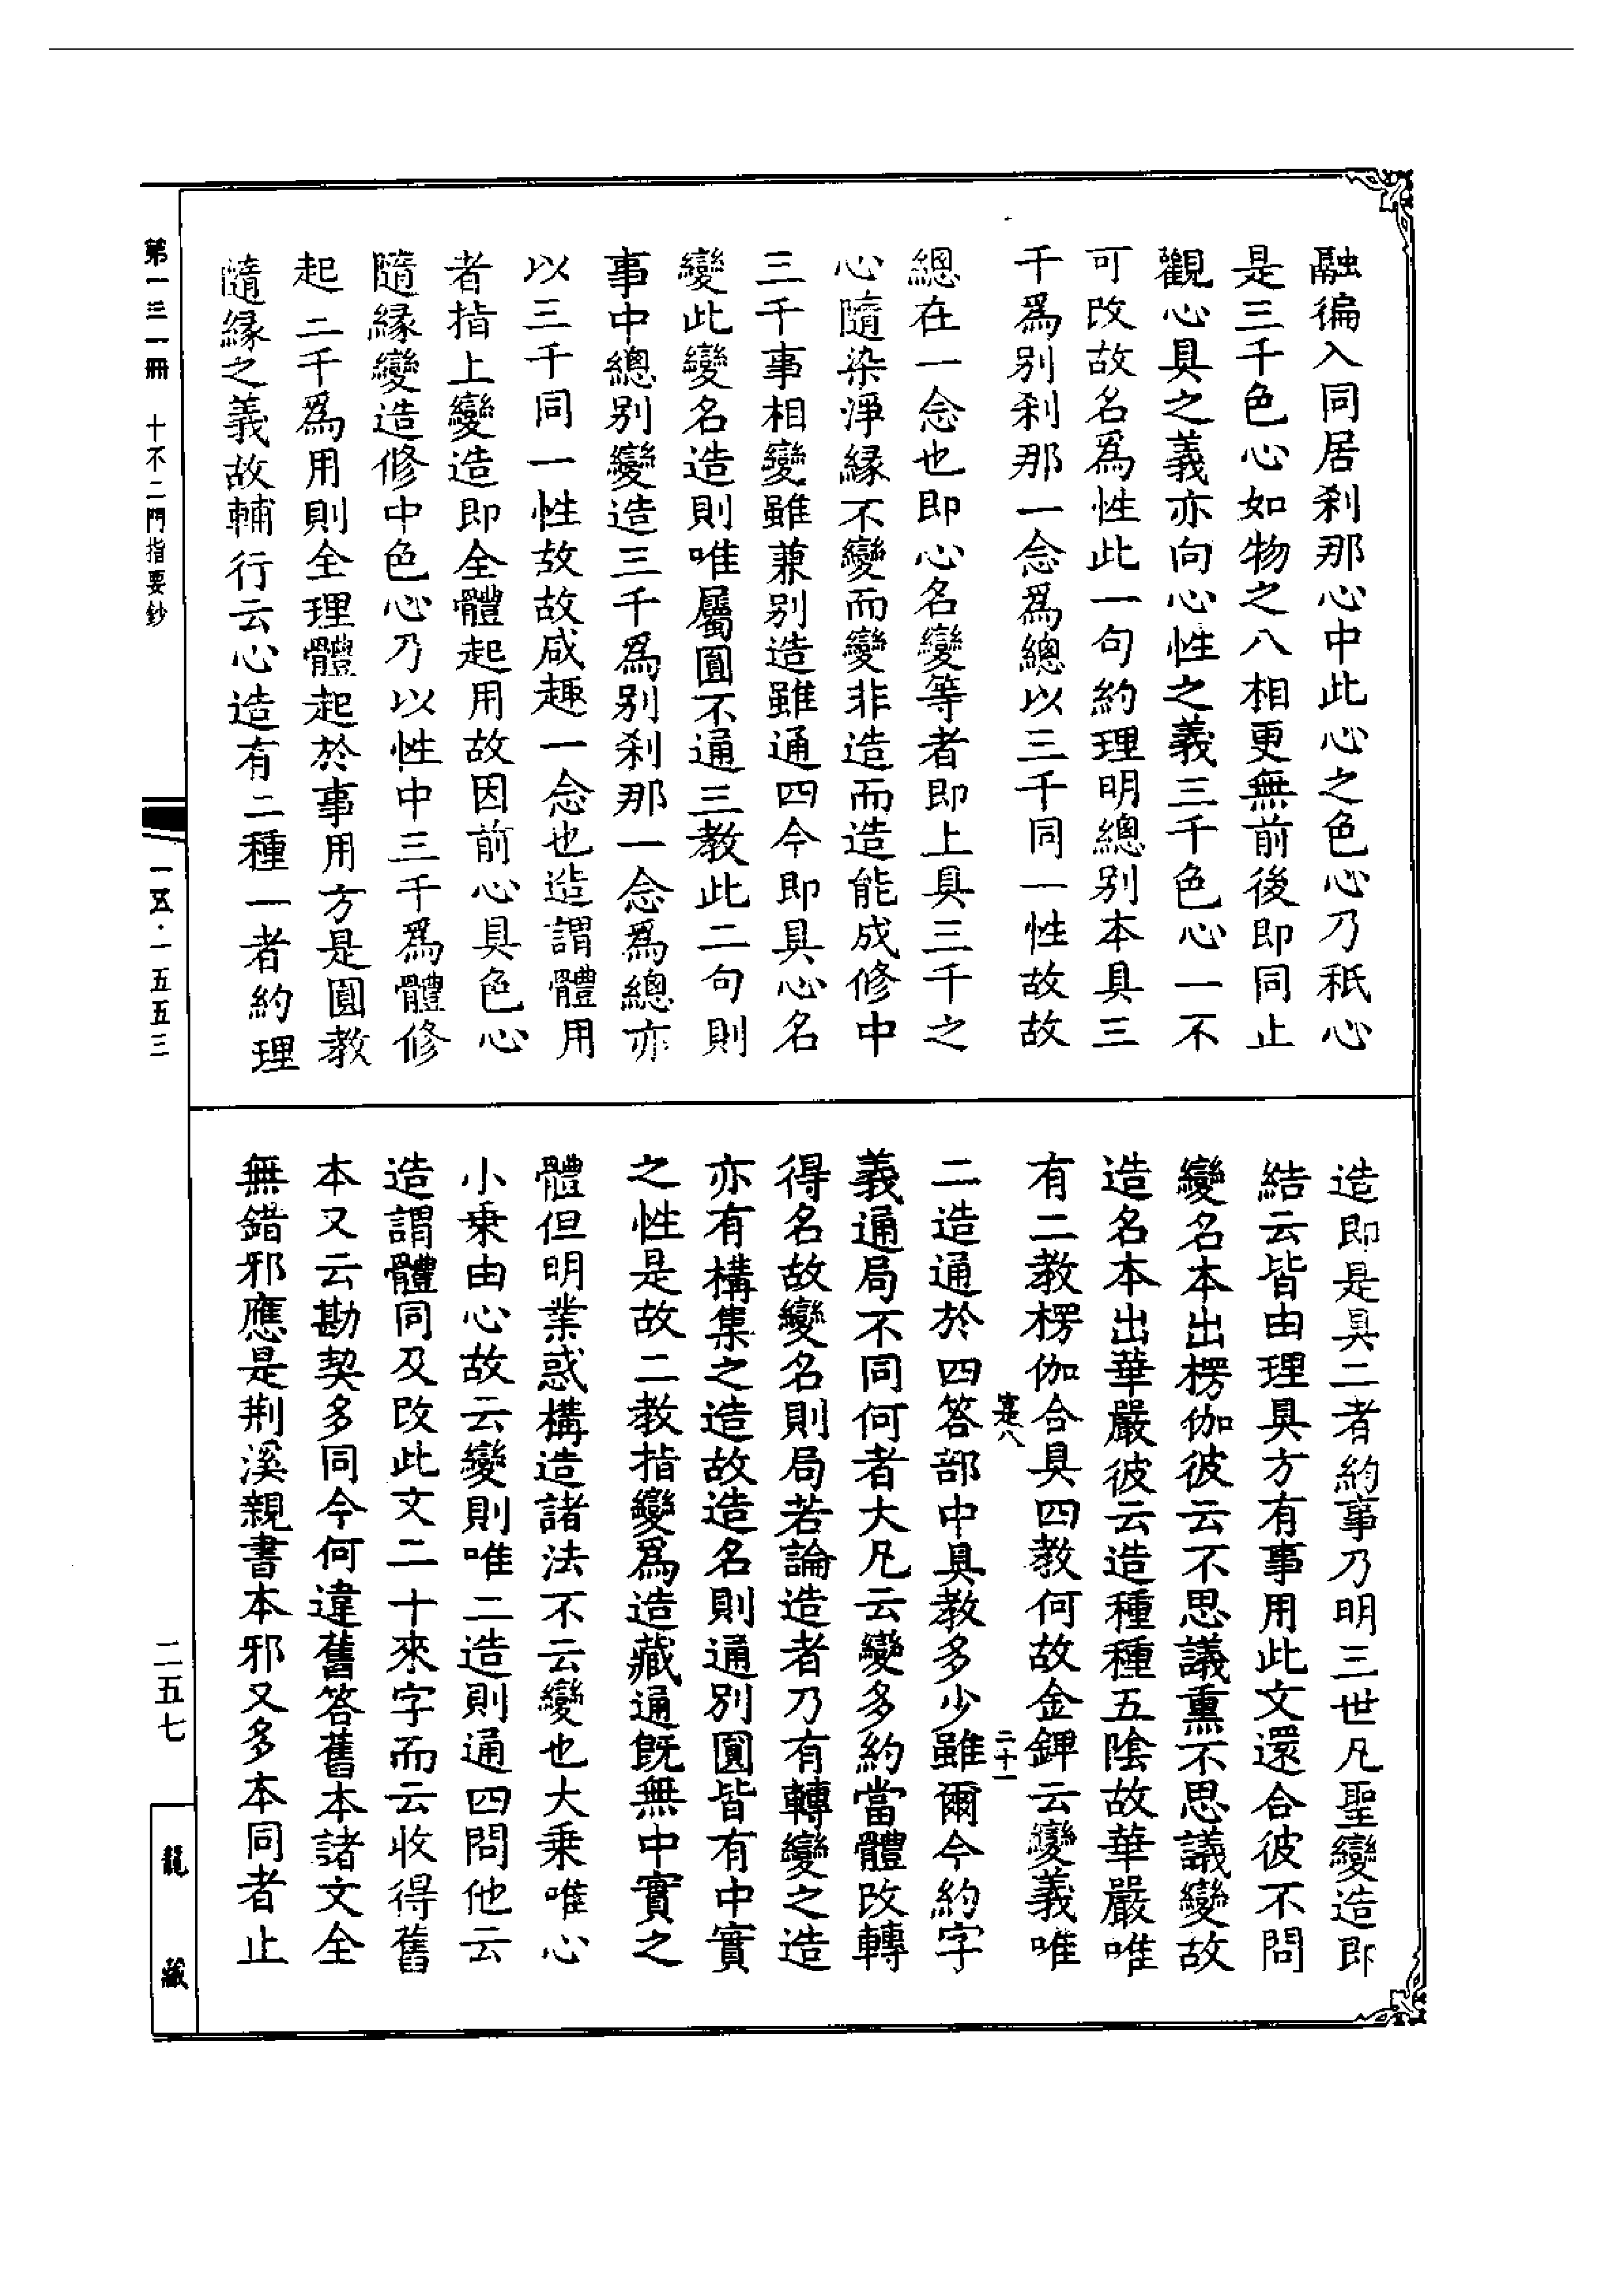 融徧入同居刹那心中此心之色心乃秖心
是三千色心如物之八相更無前後即同止
觀心具之義亦向心性之義三千色心一不
可改故名爲性此一句約理明總別本具三
千爲別刹那一念爲總以三千同一性故故
總在一念也即心名變等者即上具三千之
心隨染淨緣不變而變非造而造能成修中
三千事相變雖兼別造雖通四今即具心名
變此變名造則唯屬圓不通三教此二句則
事中總別變造三千爲別刹那一念爲總亦
以三千同一性故故咸趣一念也造謂體用
者指上變造即全體起用故因前心具色心
隨緣變造修中色心乃以性中三千爲體修
起二千爲用則全理體起於事用方是圓教
隨緣之義故輔行云心造有二種一者約理
造即是具二者約事乃明三世凡聖變造即
結云皆由理具方有事用此文還合彼不問
變名本出楞伽彼云不思議熏不思議變故
造名本出華嚴彼云造種種五陰故華嚴唯
有二教楞伽合具四教何故金錍云變義唯
二造通於四答部中具教多少雖爾今約字
義通局不同何者大凡云變多約當體改轉
得名故變名則局若論造者乃有轉變之造
亦有構集之造故造名則通別圓皆有中實
之性是故二教指變爲造藏通旣無中實之
體但明業惑構造諸法不云變也大乘唯心
小乘由心故云變則唯二造則通四問他云
造謂體同及改此文二十來字而云收得舊
本又云勘契多同今何違舊答舊本諸文全
無錯邪應是荆溪親書本邪又多本同者止
二十一
第一三一冊 十不二門指要鈔
一五·一五五三
二五七
龍藏